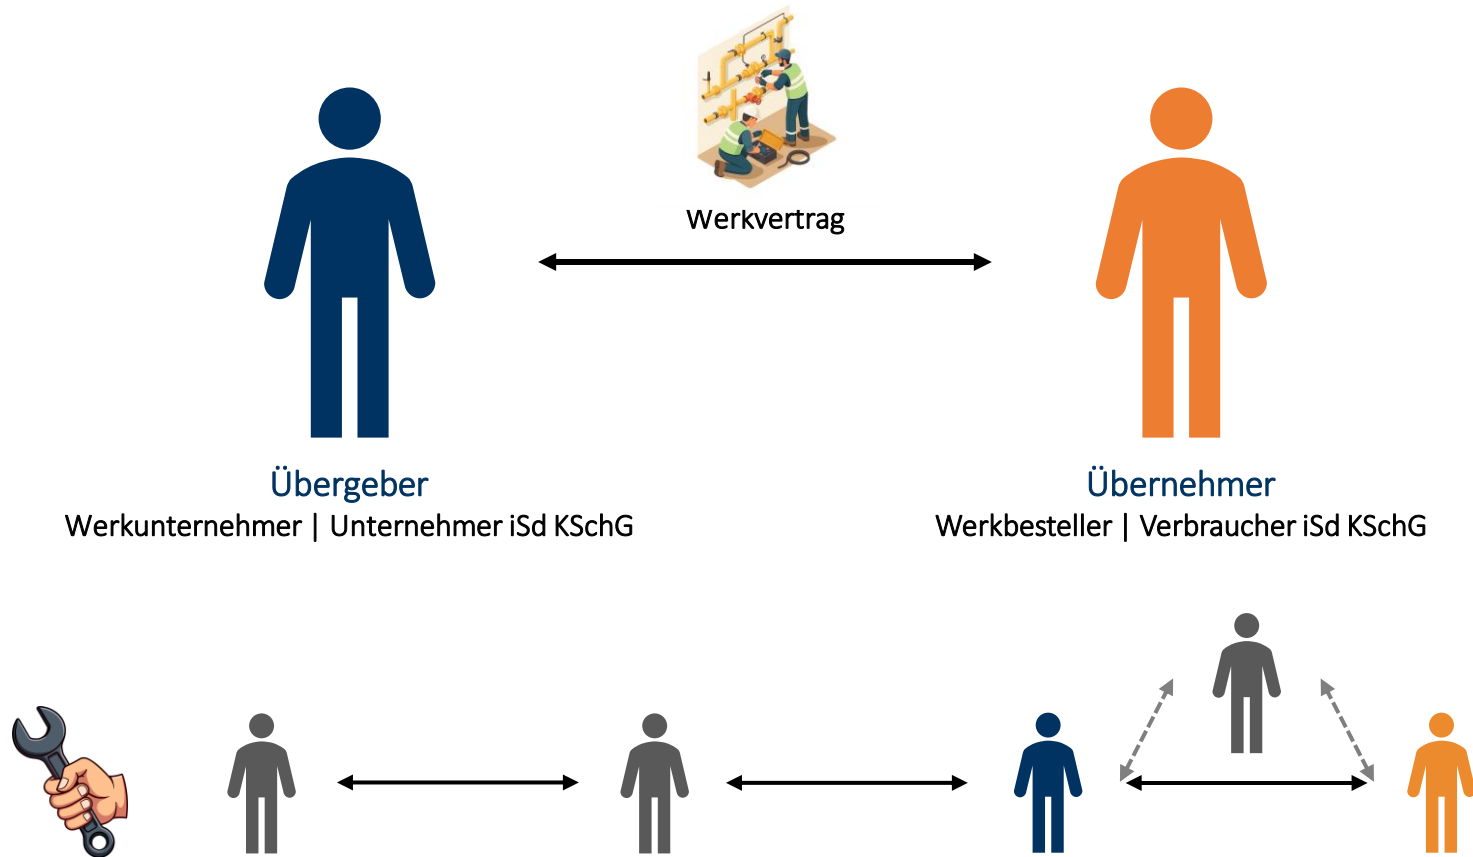 Werkvertrag
Übergeber
Werkunternehmer | Unternehmer iSd KSchG
Übernehmer
Werkbesteller | Verbraucher iSd KSchG